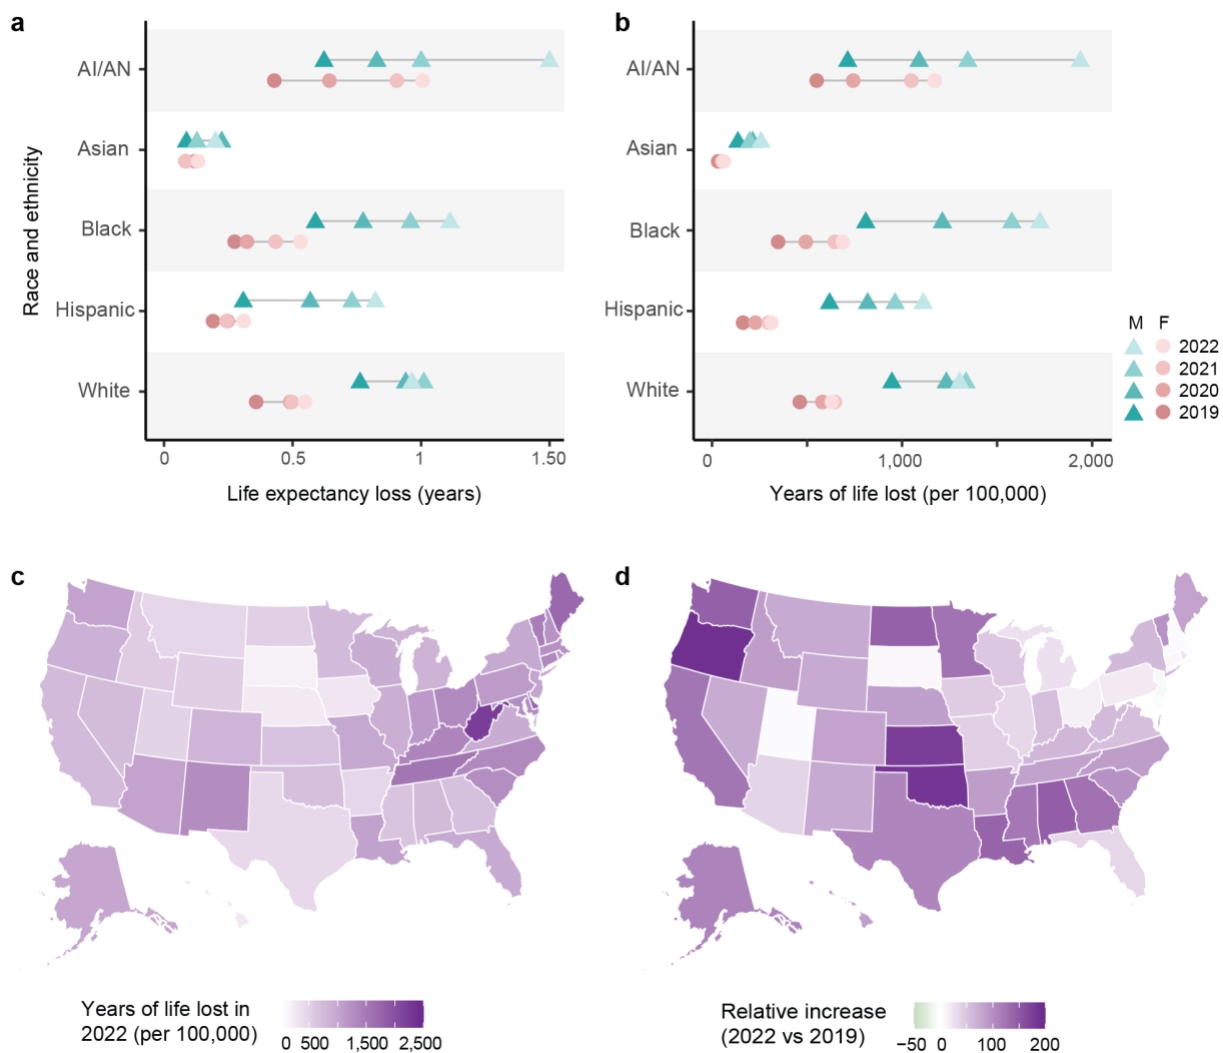 a
Race and ethnicity
AI/AN
Asian
Black
Hispanic
White
0 0.5 1 1.50
Life expectancy loss (years)
b
AI/AN
Asian
Black
Hispanic
White
0 1,000 2,000
Years of life lost (per 100,000)
M F
2022
2021
2020
2019
c
Years of life lost in
2022 (per 100,000)
0 500 1,500 2,500
d
Relative increase
(2022 vs 2019)
−50 0 100 200